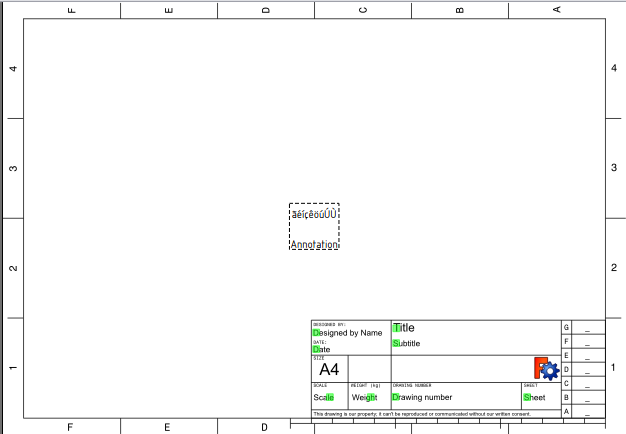 F E D C B A
4 4
3 3
āéíçêöúÚÙ
Annotation
2 2
DESIGNED BY:
Designed by Name
Title
G _
DATE:
Date
Subtitle
F _
E _
SIZE
A4
D _
1 1
C _
SCALE WEIGHT (kg) DRAWING NUMBER SHEET
Scale Weight Drawing number Sheet
B _
This drawing is our property; it can't be reproduced or communicated without our written consent.
A _
F E D